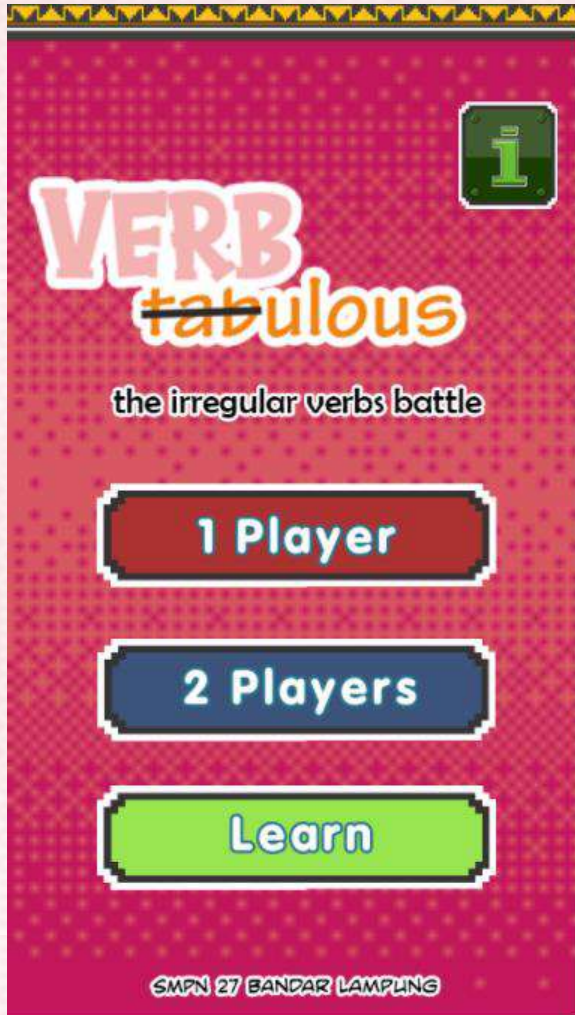 i
VERB
tabulous
the irregular verbs battle
1 Player
2 Players
Learn
SMPN 27 BANDAR LAMPUNG